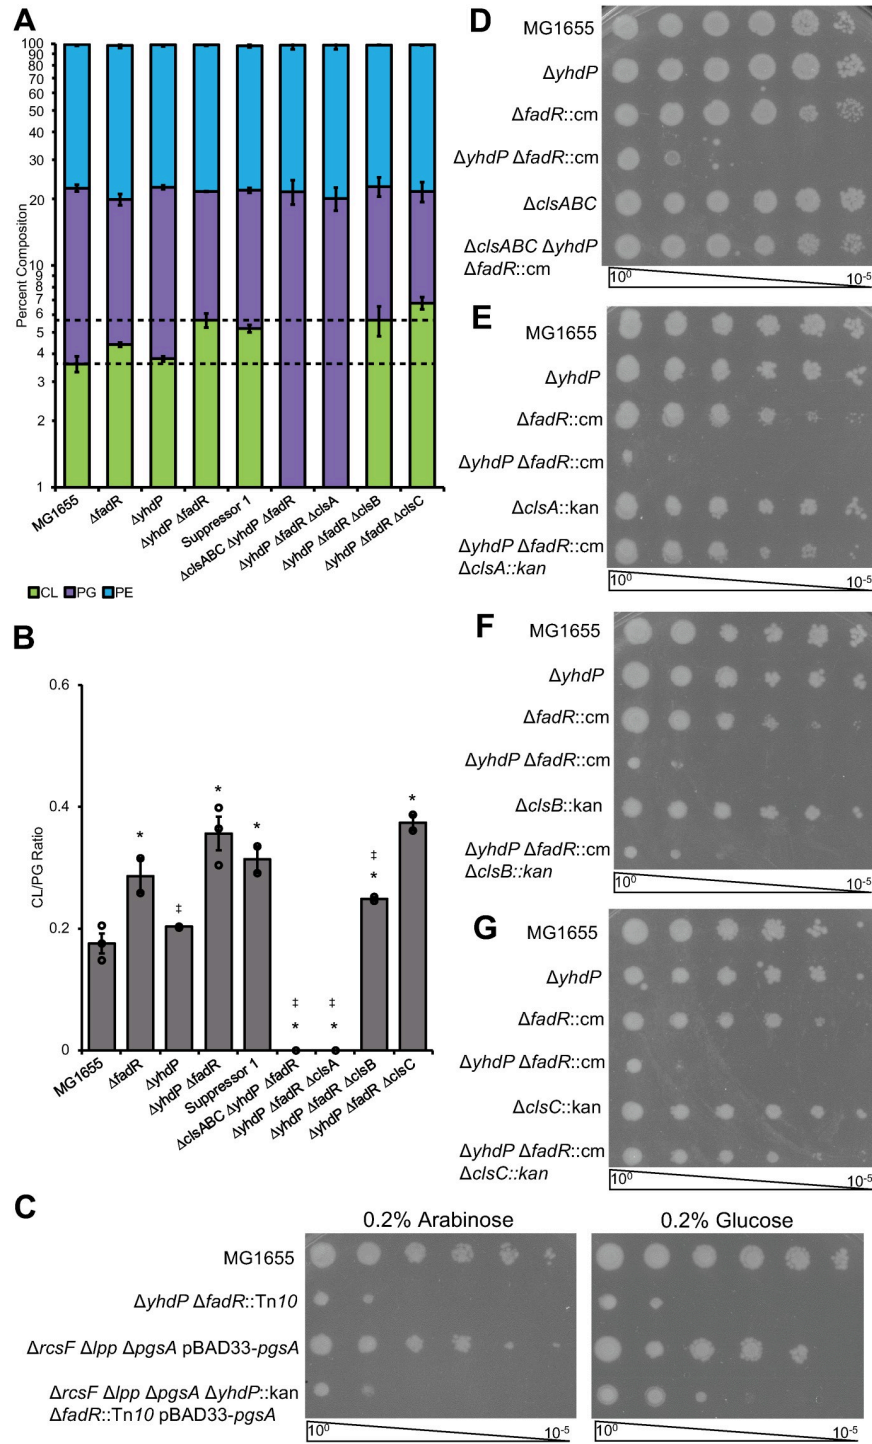 A
Percent Compositon
100
90
80
70
60
50
40
30
20
10
9
8
7
6
5
4
3
2
1
MG1655
ΔfadR
ΔyhdP
ΔyhdP ΔfadR
Suppressor 1
ΔclsABC ΔyhdP ΔfadR
ΔyhdP ΔfadR ΔclsA
ΔyhdP ΔfadR ΔclsB
ΔyhdP ΔfadR ΔclsC
CL PG PE
B
CL/PG Ratio
0.6
0.4
0.2
0
*
‡
*
*
‡
*
‡
*
‡
*
*
MG1655
ΔfadR
ΔyhdP
ΔyhdP ΔfadR
Suppressor 1
ΔclsABC ΔyhdP ΔfadR
ΔyhdP ΔfadR ΔclsA
ΔyhdP ΔfadR ΔclsB
ΔyhdP ΔfadR ΔclsC
C
0.2% Arabinose
0.2% Glucose
MG1655
ΔyhdP ΔfadR::Tn10
ΔrcsF Δlpp ΔpgsA pBAD33-pgsA
ΔrcsF Δlpp ΔpgsA ΔyhdP::kan
ΔfadR::Tn10 pBAD33-pgsA
10⁰ 10⁻⁵
10⁰ 10⁻⁵
D
MG1655
ΔyhdP
ΔfadR::cm
ΔyhdP ΔfadR::cm
ΔclsABC
ΔclsABC ΔyhdP
ΔfadR::cm
10⁰ 10⁻⁵
E
MG1655
ΔyhdP
ΔfadR::cm
ΔyhdP ΔfadR::cm
ΔclsA::kan
ΔyhdP ΔfadR::cm
ΔclsA::kan
10⁰ 10⁻⁵
F
MG1655
ΔyhdP
ΔfadR::cm
ΔyhdP ΔfadR::cm
ΔclsB::kan
ΔyhdP ΔfadR::cm
ΔclsB::kan
10⁰ 10⁻⁵
G
MG1655
ΔyhdP
ΔfadR::cm
ΔyhdP ΔfadR::cm
ΔclsC::kan
ΔyhdP ΔfadR::cm
ΔclsC::kan
10⁰ 10⁻⁵